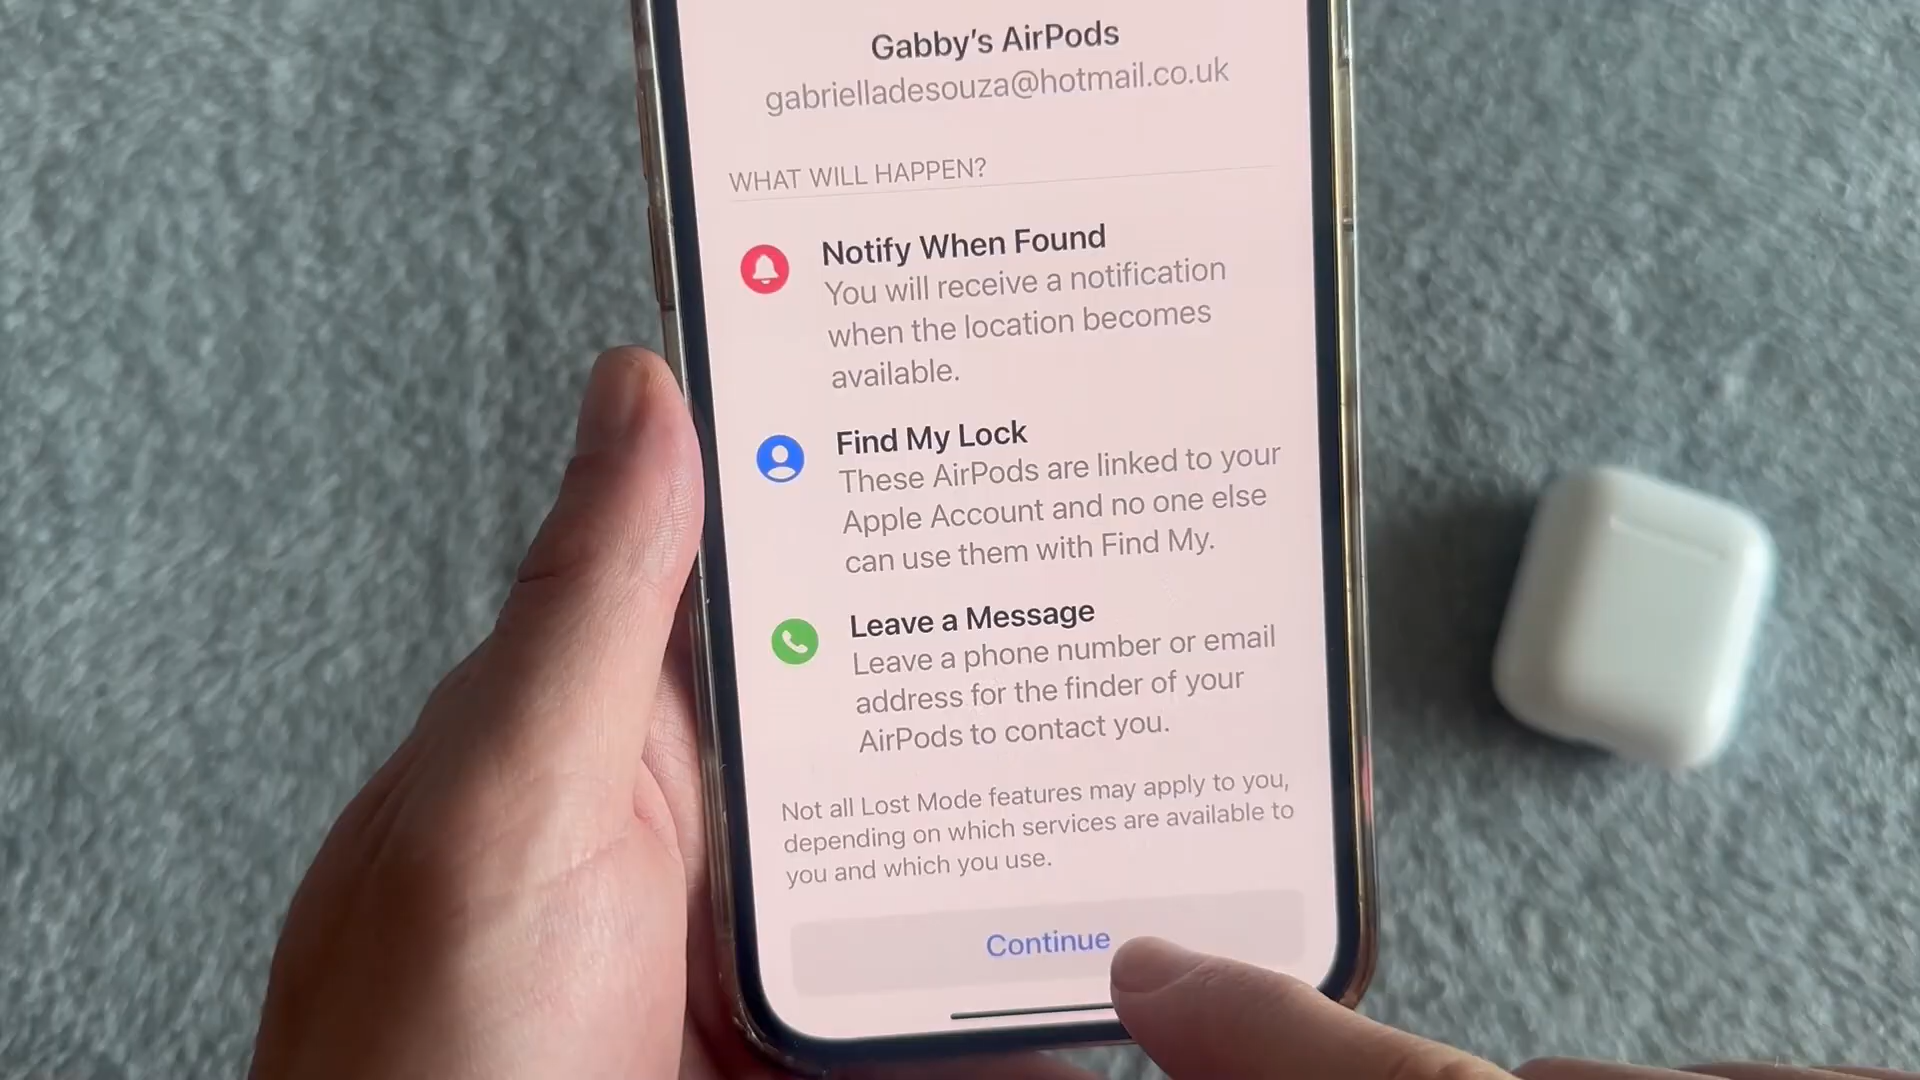 Gabby's AirPods
gabrielladesouza@hotmail.co.uk
WHAT WILL HAPPEN?
Notify When Found
You will receive a notification
when the location becomes
available.
Find My Lock
These AirPods are linked to your
Apple Account and no one else
can use them with Find My.
Leave a Message
Leave a phone number or email
address for the finder of your
AirPods to contact you.
Not all Lost Mode features may apply to you,
depending on which services are available to
you and which you use.
Continue